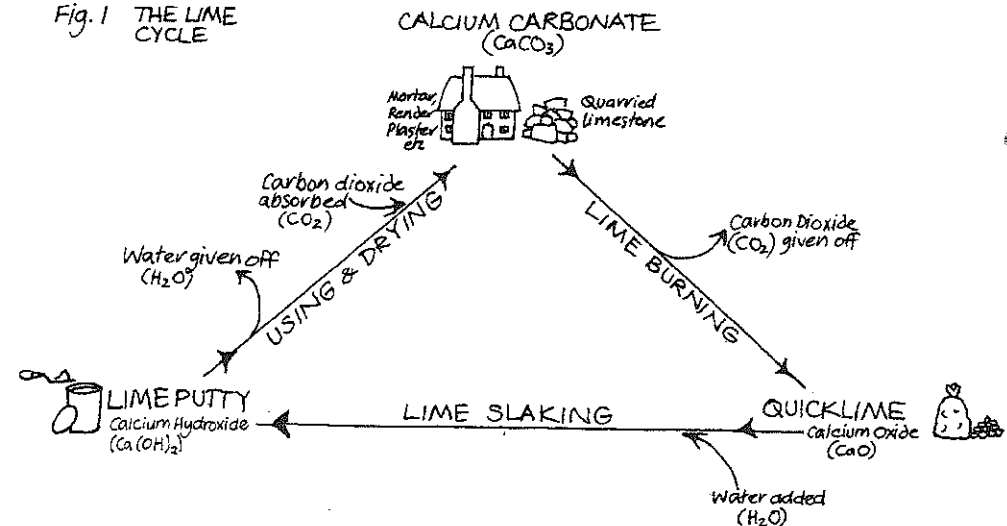 Fig. 1 THE LIME
CYCLE
CALCIUM CARBONATE
(CaCO₃)
Mortar,
Render
Plaster
etc
Quarried
limestone
Carbon dioxide
absorbed
(CO₂)
Water given off
(H₂O)
USING & DRYING
LIME BURNING
Carbon Dioxide
(CO₂) given off
LIME PUTTY
Calcium Hydroxide
(Ca(OH)₂)
LIME SLAKING
QUICKLIME
Calcium Oxide
(CaO)
Water added
(H₂O)